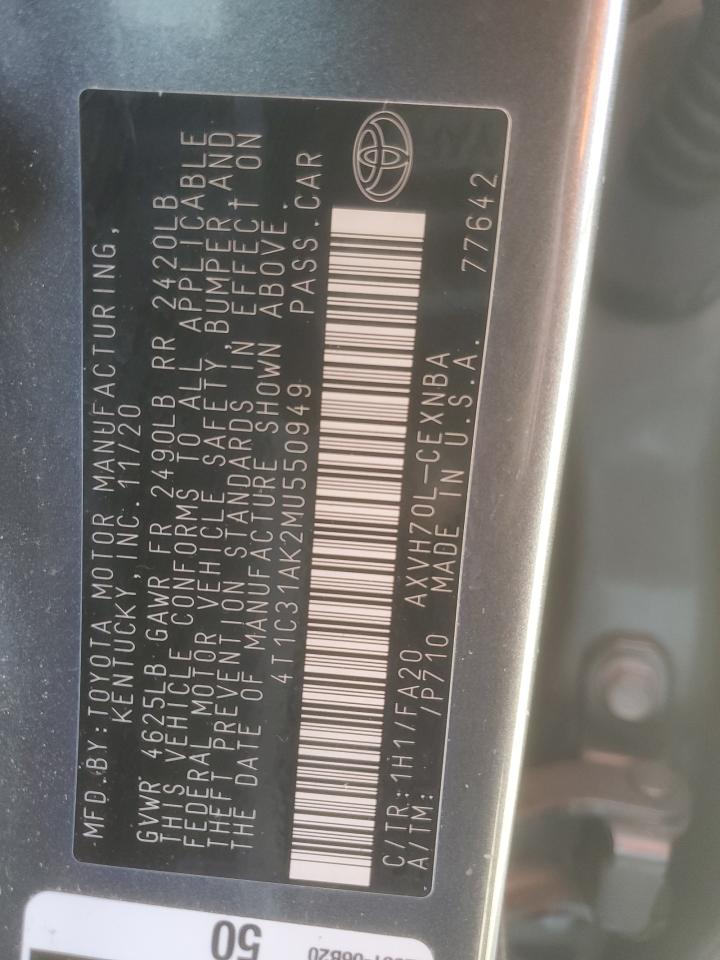 MFD. BY: TOYOTA MOTOR MANUFACTURING,
KENTUCKY, INC. 11/20
GVWR 4625LB GAWR FR 2490LB RR 2420LB
THIS VEHICLE CONFORMS TO ALL APPLICABLE
FEDERAL MOTOR VEHICLE SAFETY, BUMPER, AND
THEFT PREVENTION STANDARDS IN EFFECT ON
THE DATE OF MANUFACTURE SHOWN ABOVE.
4T1C31AK2MU550949 PASS. CAR
C/TR: 1H1/FA20 AXVH70L-CEXNBA
A/TM: /P710 MADE IN U.S.A. 77642
50